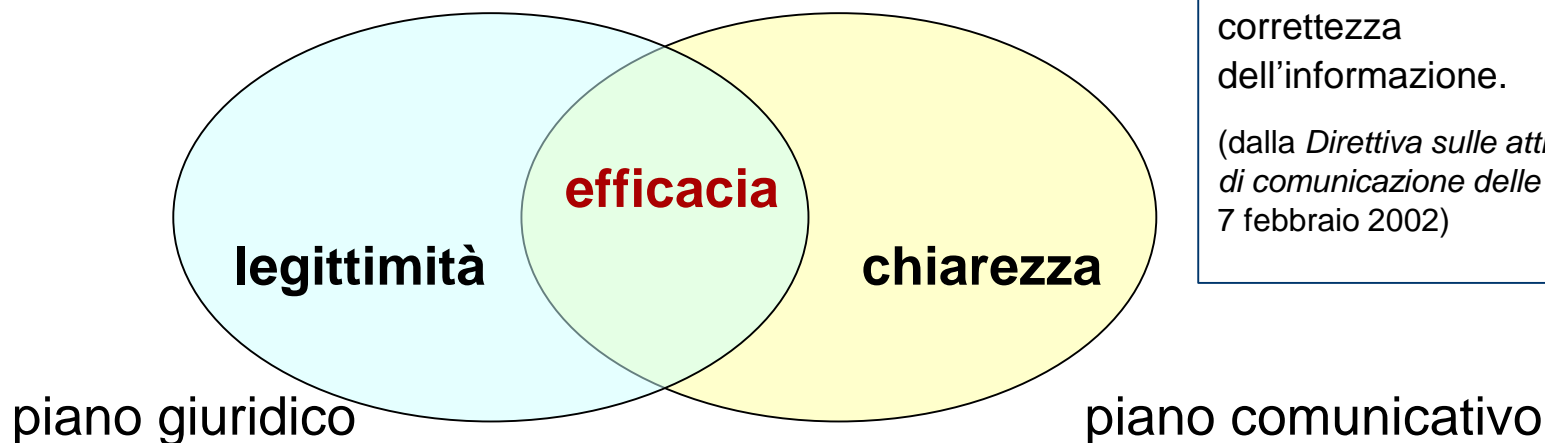 correttezza
dell’informazione.
(dalla Direttiva sulle
di comunicazione delle
7 febbraio 2002)
efficacia
legittimità
chiarezza
piano giuridico
piano comunicativo